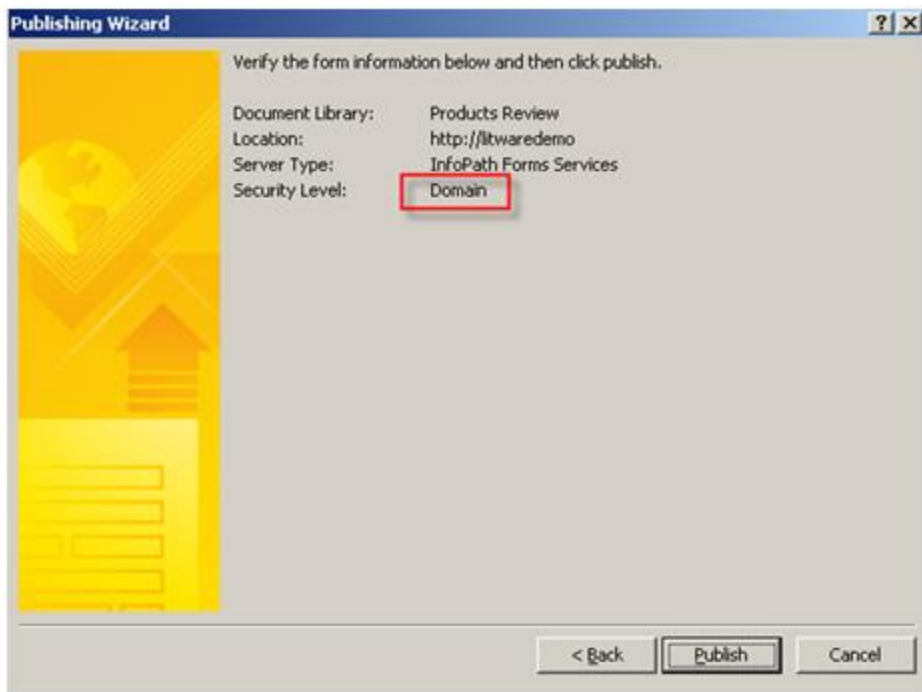 Publishing Wizard
Verify the form information below and then click publish.
Document Library: Products Review
Location: http://litwaredemo
Server Type: InfoPath Forms Services
Security Level: Domain
< Back Publish Cancel